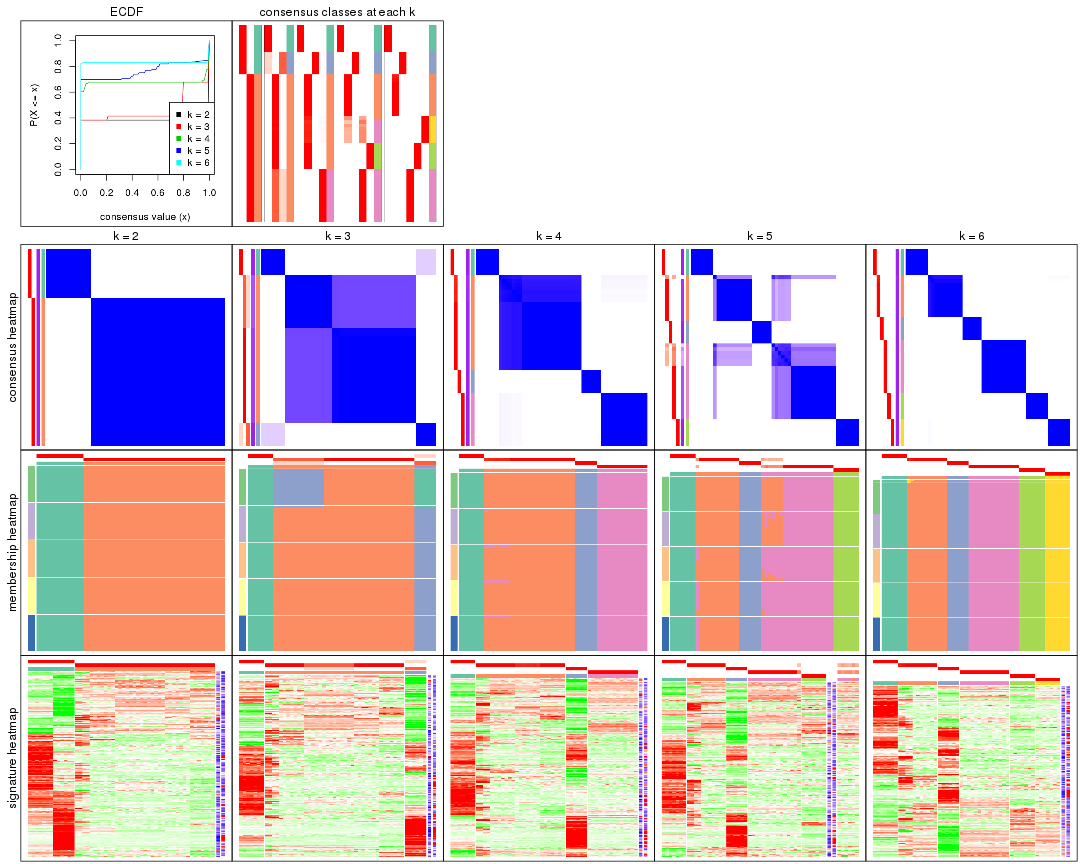 ECDF
consensus classes at each k
P(X <= x)
0.0 0.2 0.4 0.6 0.8 1.0
k = 2
k = 3
k = 4
k = 5
k = 6
0.0 0.2 0.4 0.6 0.8 1.0
consensus value (x)
k = 2 k = 3 k = 4 k = 5 k = 6
consensus heatmap
membership heatmap
signature heatmap